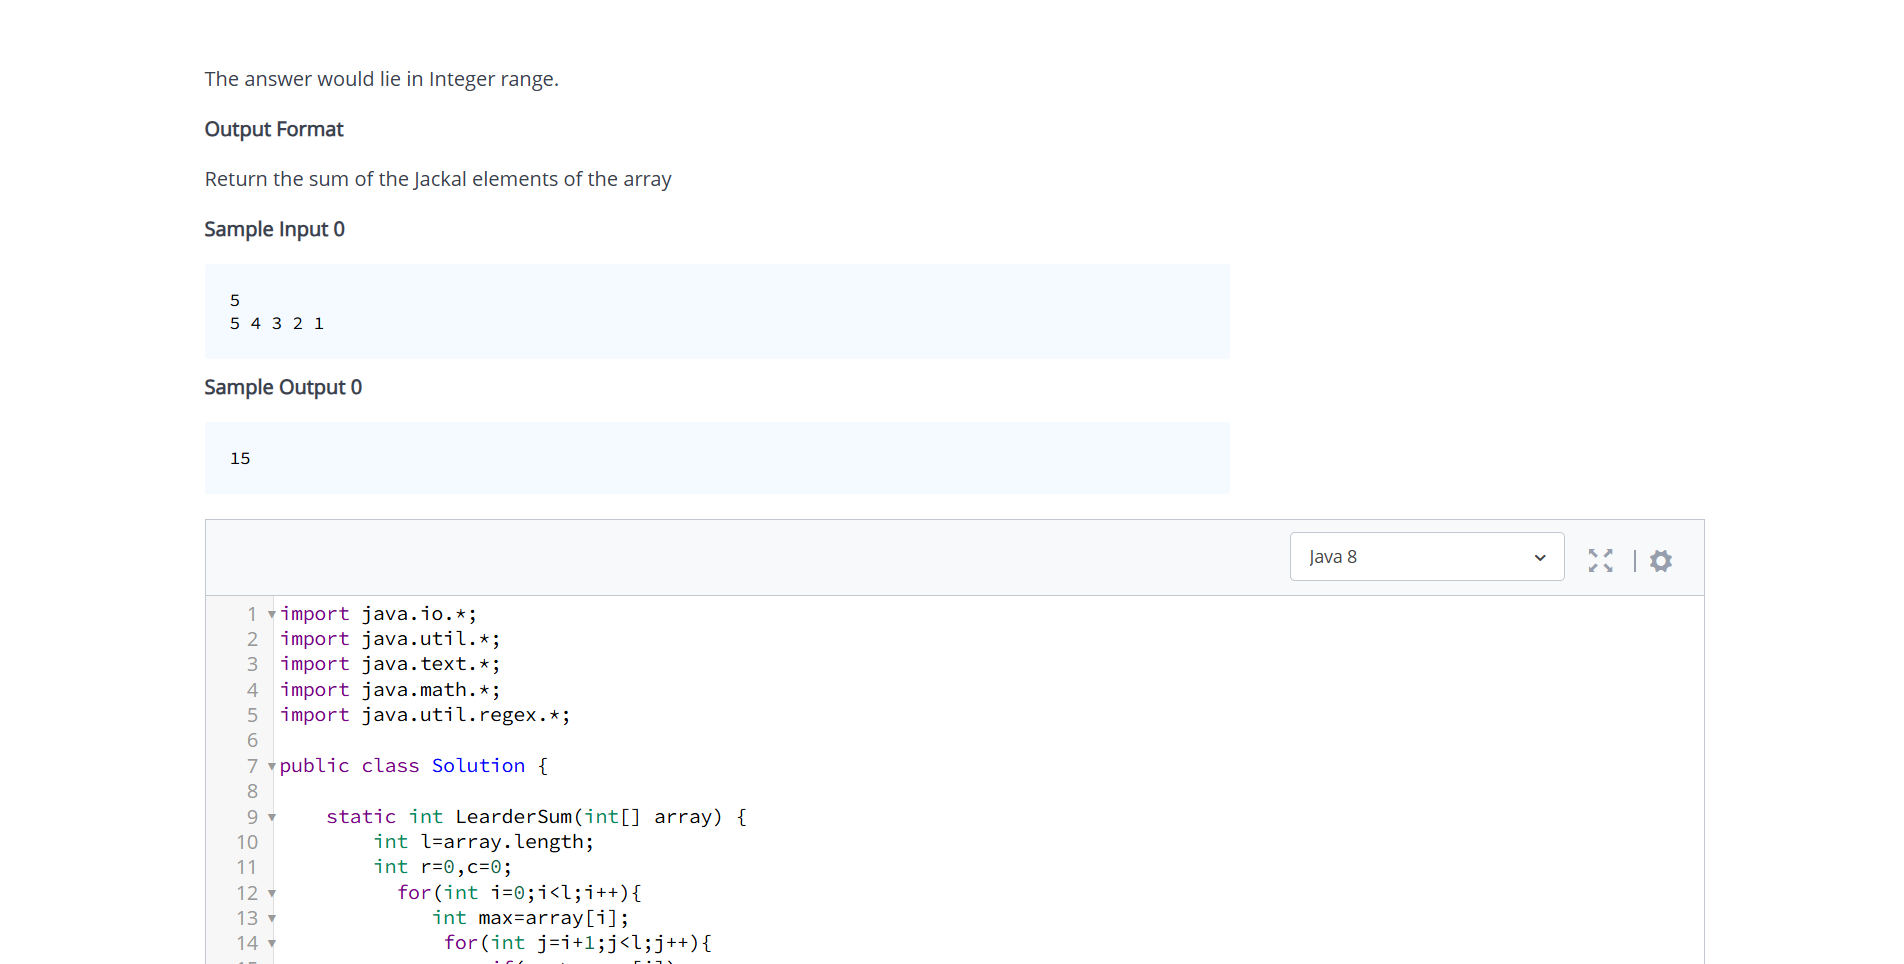 The answer would lie in Integer range.
Output Format
Return the sum of the Jackal elements of the array
Sample Input 0
5
5 4 3 2 1
Sample Output 0
15
Java 8
1 import java.io.*;
2 import java.util.*;
3 import java.text.*;
4 import java.math.*;
5 import java.util.regex.*;
6
7 public class Solution {
8
9 static int LearderSum(int[] array) {
10 int l=array.length;
11 int r=0,c=0;
12 for(int i=0;i<l;i++){
13 int max=array[i];
14 for(int j=i+1;j<l;j++){